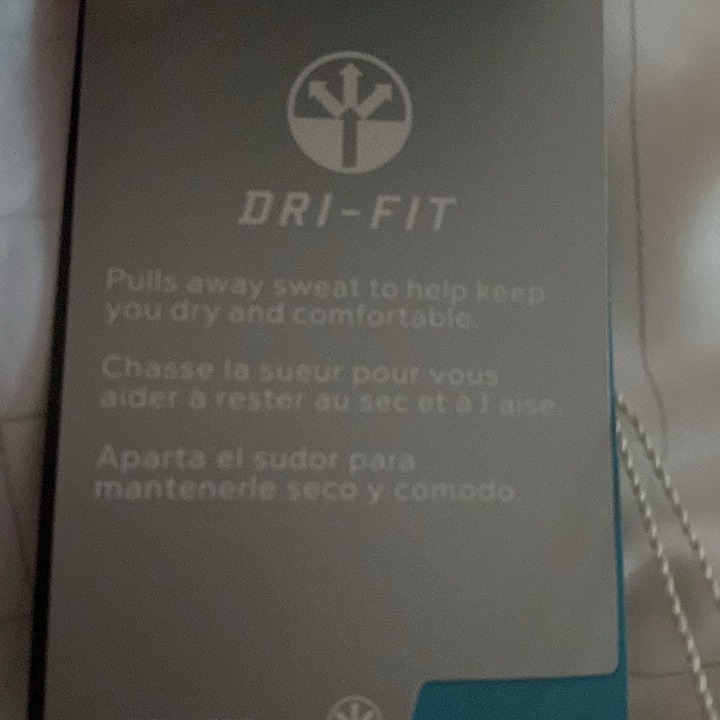 DRI-FIT
Pulls away sweat to help keep
you dry and comfortable.
Chasse la sueur pour vous
aider à rester au sec et à l'aise.
Aparta el sudor para
mantenerle seco y cómodo